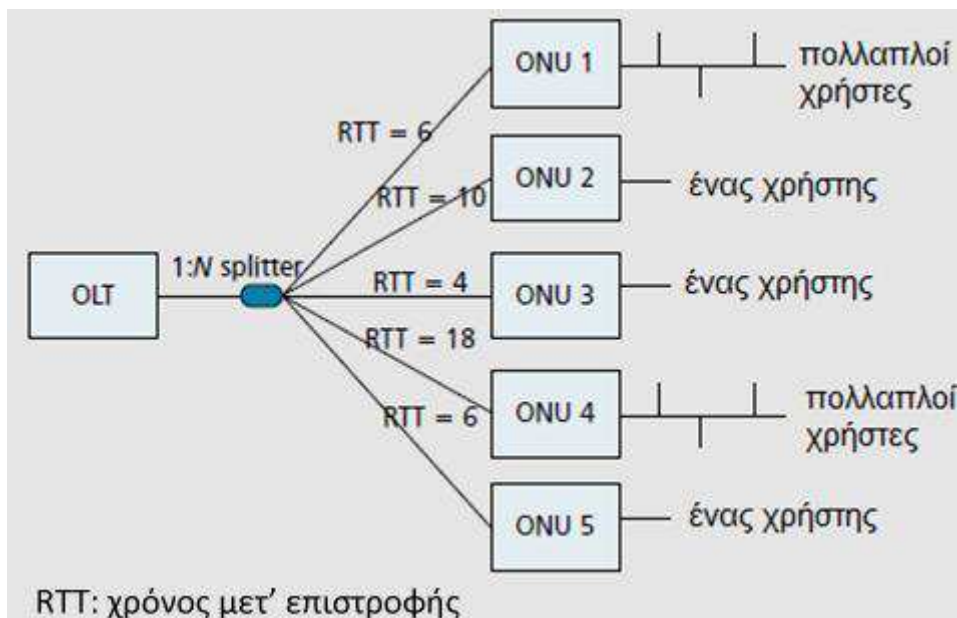 ONU 1
πολλαπλοί
χρήστες
RTT = 6
ONU 2
ένας χρήστης
RTT = 10
1:N splitter
OLT
RTT = 4
ONU 3
ένας χρήστης
RTT = 18
ONU 4
πολλαπλοί
χρήστες
RTT = 6
ONU 5
ένας χρήστης
RTT: χρόνος μετ’ επιστροφής